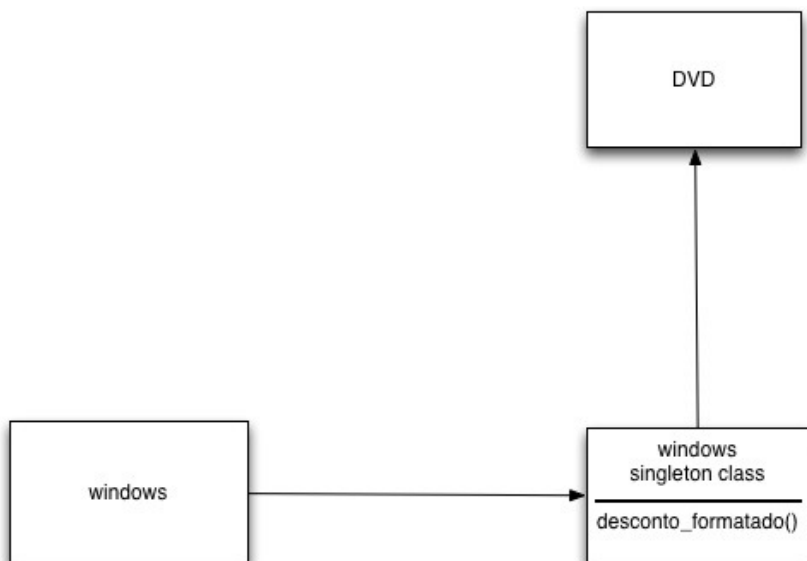 DVD
windows
windows
singleton class
desconto_formatado()